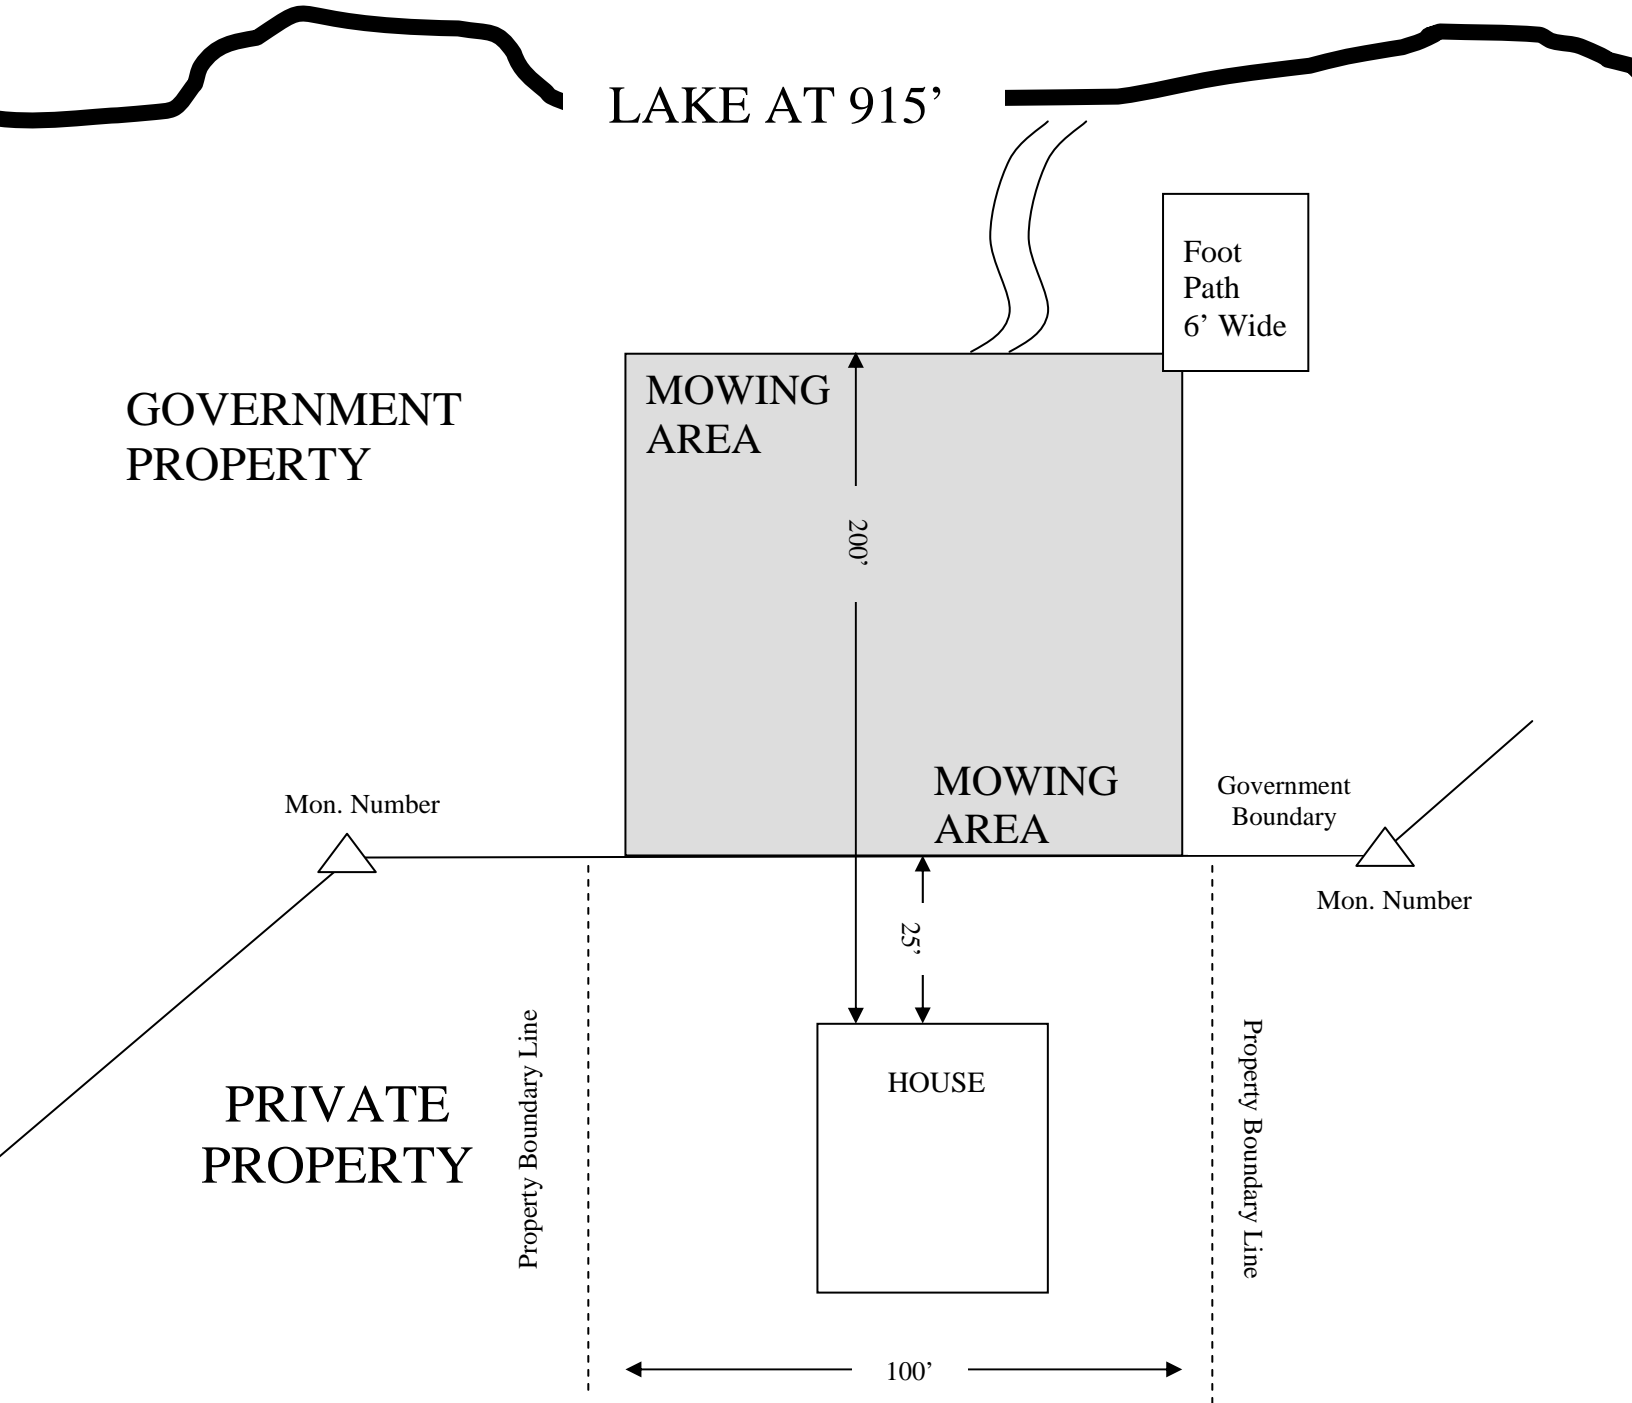 LAKE AT 915’
Foot
Path
6’ Wide
MOWING
AREA
GOVERNMENT
PROPERTY
200’
MOWING
AREA
Government
Boundary
Mon. Number
Mon. Number
25’
Property Boundary Line
Property Boundary Line
HOUSE
PRIVATE
PROPERTY
100’